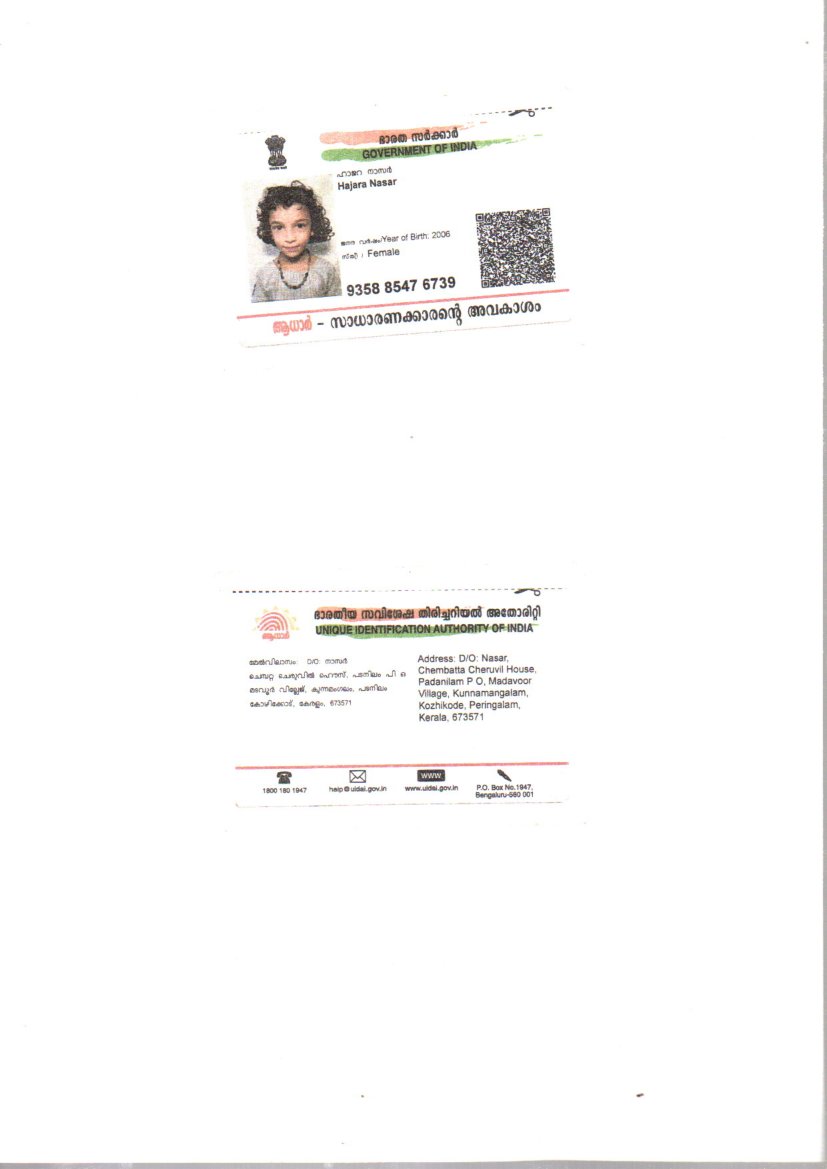 ഭാരത സർക്കാർ
GOVERNMENT OF INDIA
ഹാജറ നാസർ
Hajara Nasar
ജനന വർഷം/Year of Birth: 2006
സ്ത്രീ / Female
9358 8547 6739
ആധാർ – സാധാരണക്കാരന്റെ അവകാശം
ഭാരതീയ സവിശേഷ തിരിച്ചറിയൽ അതോരിറ്റി
UNIQUE IDENTIFICATION AUTHORITY OF INDIA
ആധാർ
മേൽവിലാസം: D/O: നാസർ
ചെമ്പറ്റ ചെരുവിൽ ഹൌസ്, പടനിലം പി ഒ
മടവൂർ വില്ലേജ്, കുന്നമംഗലം, പടനിലം
കോഴിക്കോട്, കേരളം, 673571
Address: D/O: Nasar,
Chembatta Cheruvil House,
Padanilam P O, Madavoor
Village, Kunnamangalam,
Kozhikode, Peringalam,
Kerala, 673571
1800 180 1947
help@uidai.gov.in
www
www.uidai.gov.in
P.O. Box No.1947,
Bengaluru-560 001